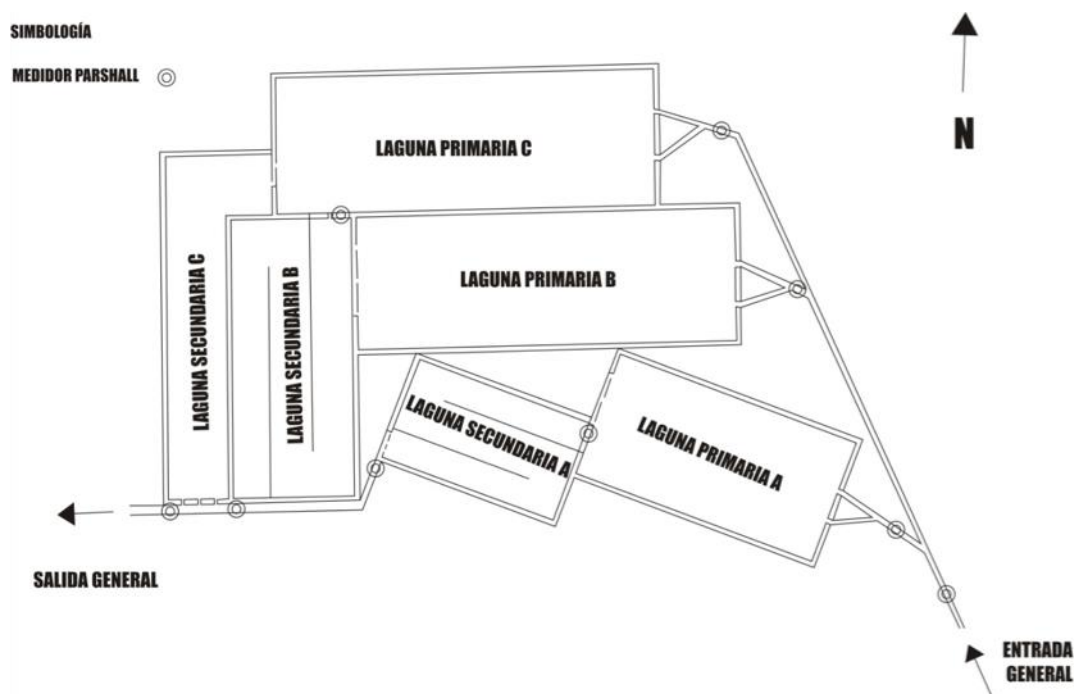 SIMBOLOGÍA
MEDIDOR PARSHALL
N
LAGUNA PRIMARIA C
LAGUNA SECUNDARIA C
LAGUNA SECUNDARIA B
LAGUNA PRIMARIA B
LAGUNA SECUNDARIA A
LAGUNA PRIMARIA A
SALIDA GENERAL
ENTRADA
GENERAL